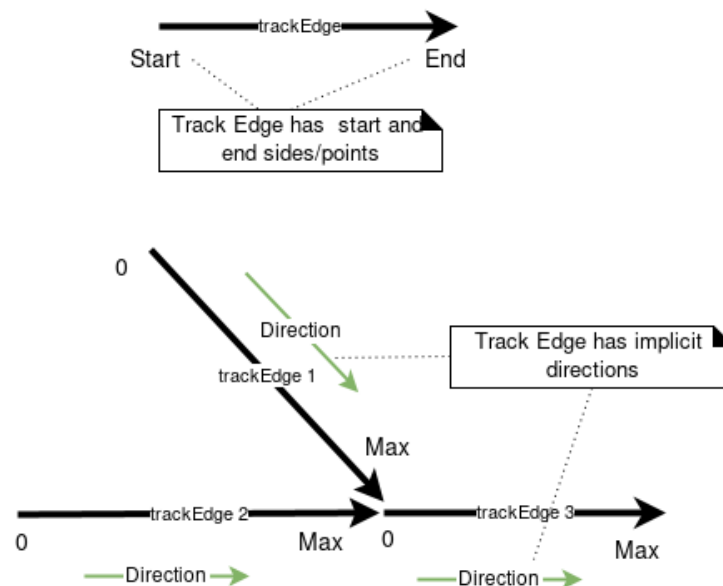 trackEdge
Start
End
Track Edge has start and
end sides/points
0
Direction
Track Edge has implicit
directions
trackEdge 1
Max
trackEdge 2
trackEdge 3
0
Max
0
Max
Direction
Direction